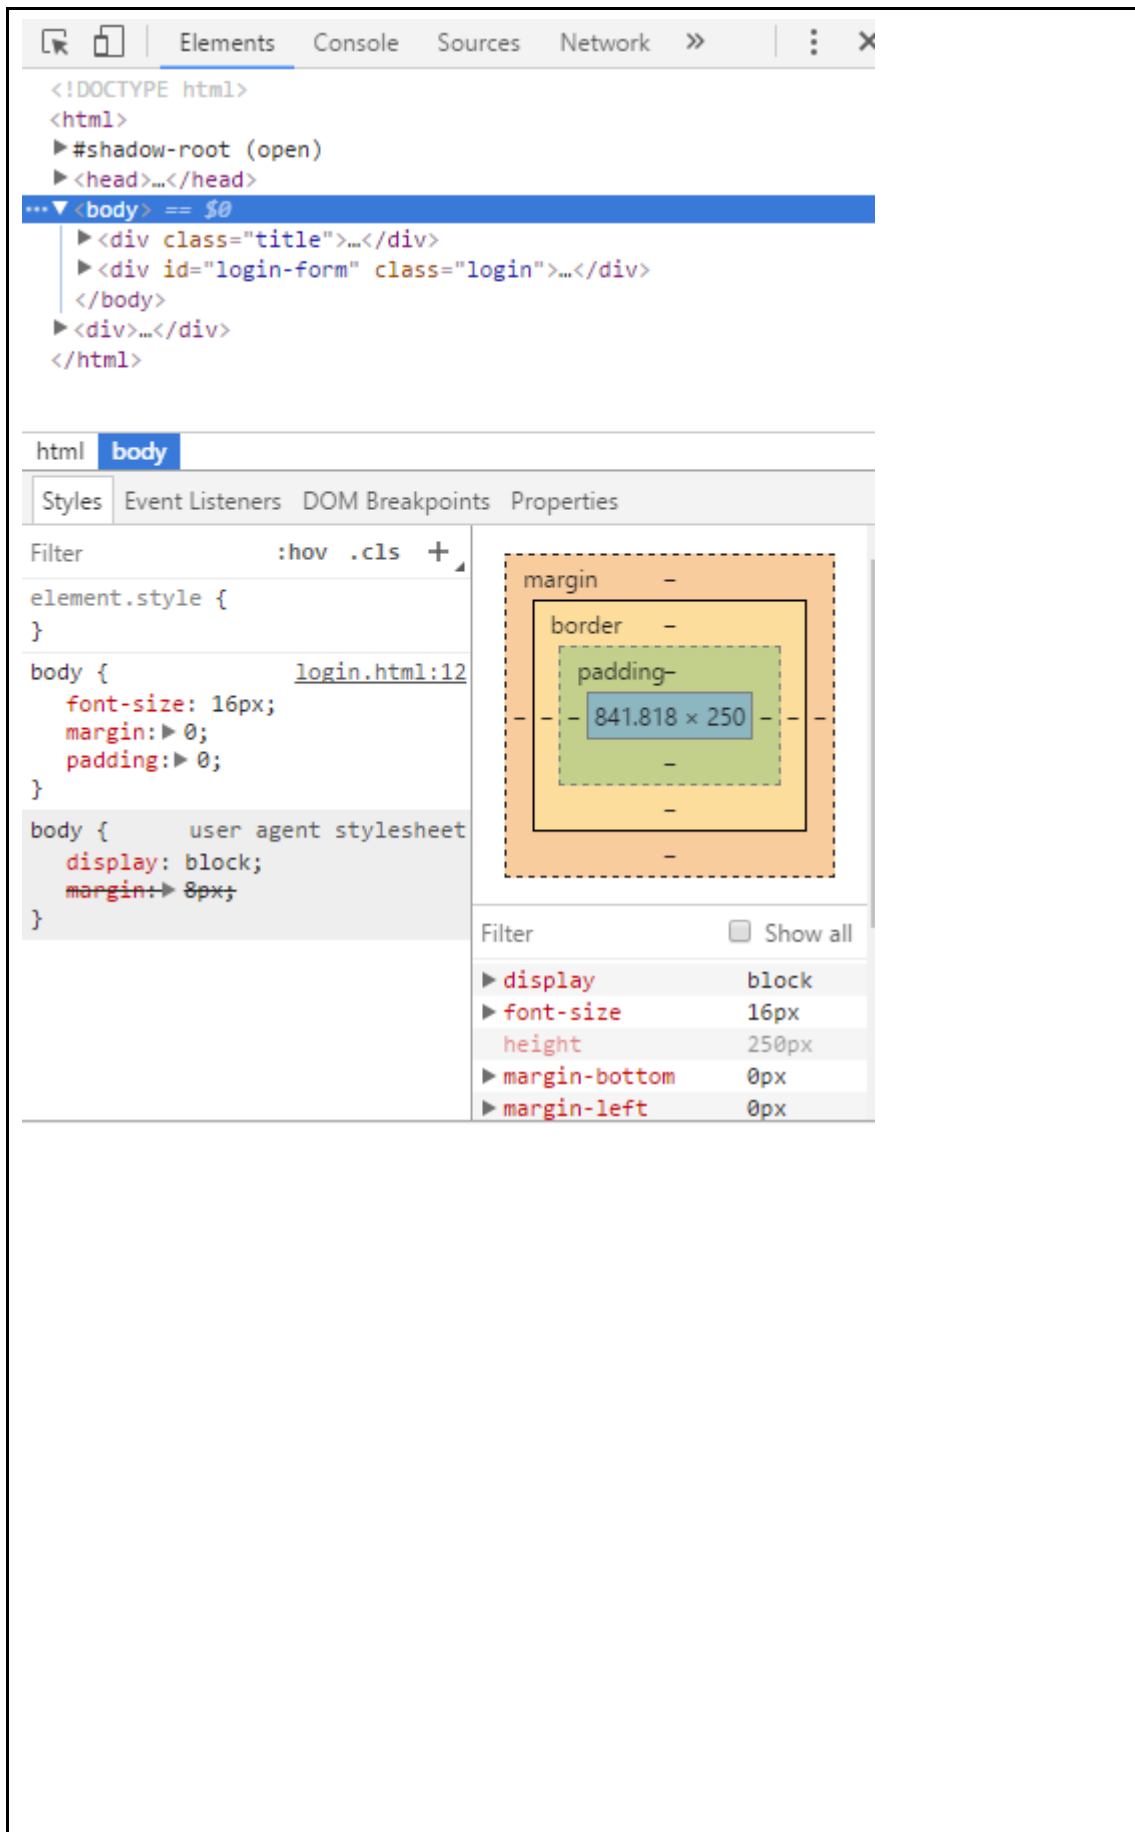 Elements Console Sources Network »
<!DOCTYPE html>
<html>
▶#shadow-root (open)
▶<head>…</head>
…▼<body> == $0
▶<div class="title">…</div>
▶<div id="login-form" class="login">…</div>
</body>
▶<div>…</div>
</html>
html body
Styles Event Listeners DOM Breakpoints Properties
Filter :hov .cls +
element.style {
}
body { login.html:12
font-size: 16px;
margin:▶ 0;
padding:▶ 0;
}
body { user agent stylesheet
display: block;
margin:▶ 8px;
}
margin –
border –
padding–
– – – 841.818 × 250 – – –
–
–
–
Filter Show all
▶ display block
▶ font-size 16px
height 250px
▶ margin-bottom 0px
▶ margin-left 0px